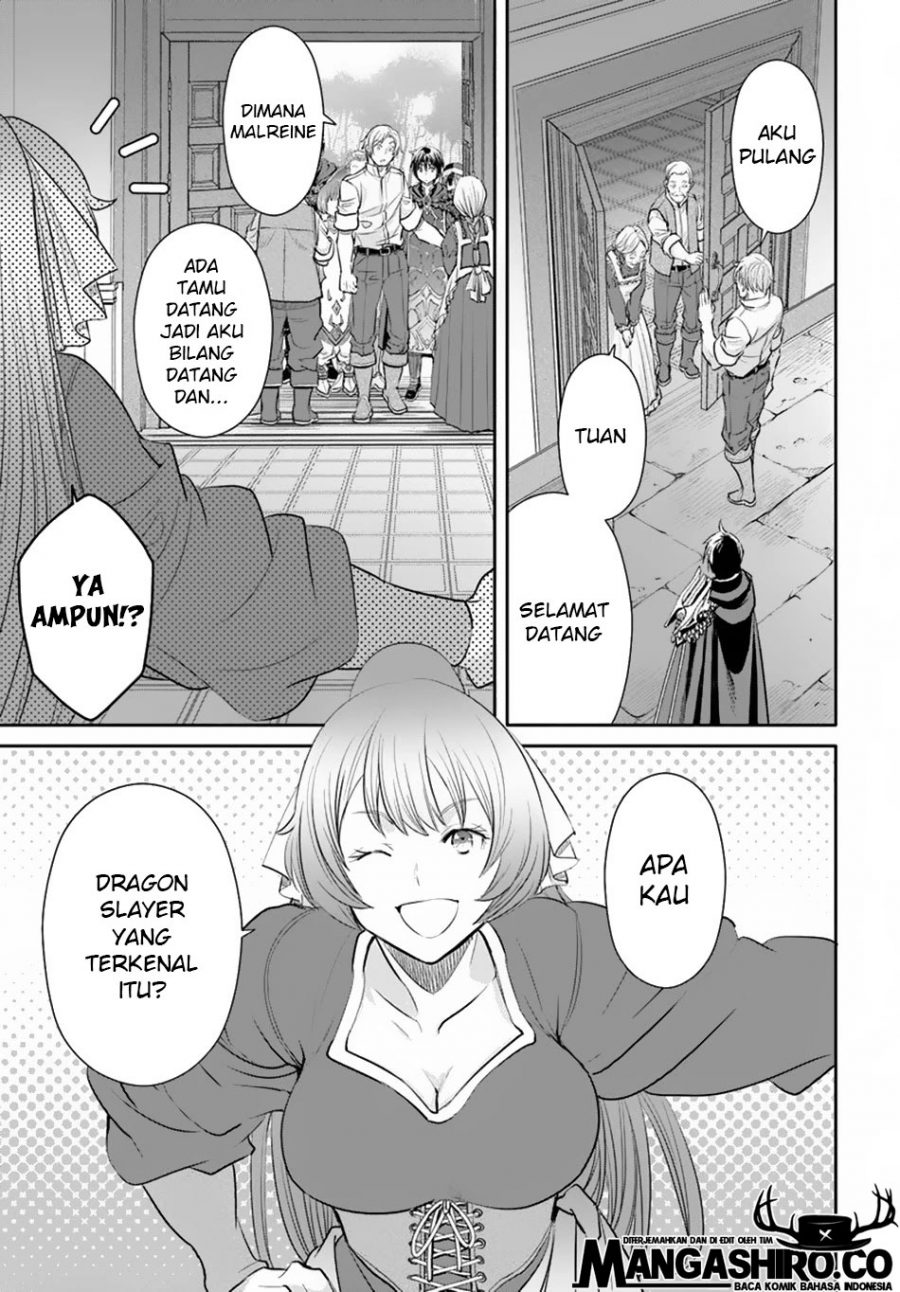 AKU
PULANG
TUAN
SELAMAT
DATANG
DIMANA
MALREINE
ADA
TAMU
DATANG
JADI AKU
BILANG
DATANG
DAN...
YA
AMPUN!?
APA
KAU
DRAGON
SLAYER
YANG
TERKENAL
ITU?
DITERJEMAHKAN DAN DI EDIT OLEH TIM
MANGASHIRO.CO
BACA KOMIK BAHASA INDONESIA